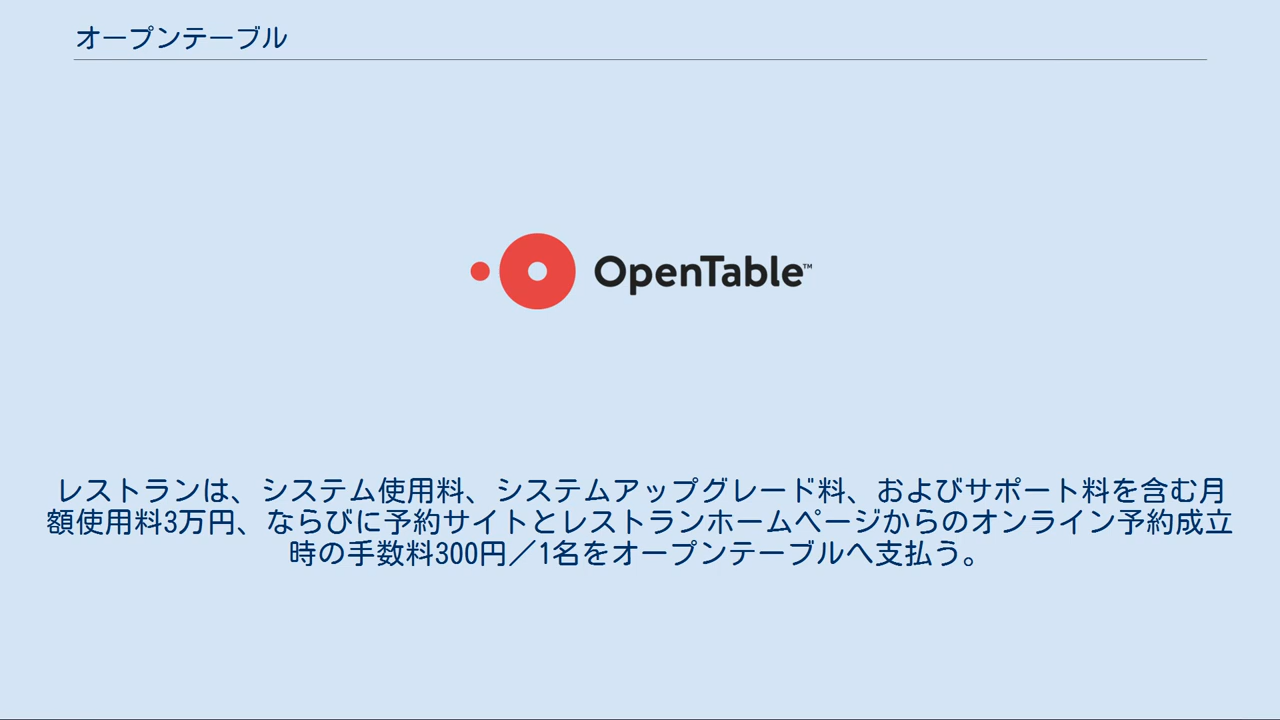 オープンテーブル
OpenTable™
レストランは、システム使用料、システムアップグレード料、およびサポート料を含む月
額使用料3万円、ならびに予約サイトとレストランホームページからのオンライン予約成立
時の手数料300円／1名をオープンテーブルへ支払う。